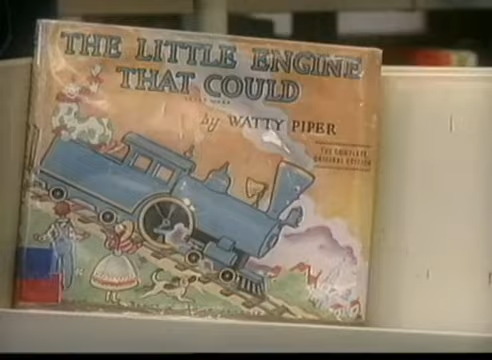 THE LITTLE ENGINE
THAT COULD
by WATTY PIPER
THE COMPLETE
ORIGINAL EDITION